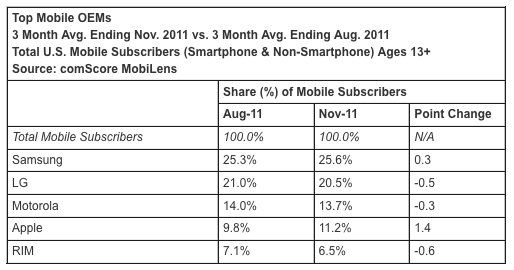 Top Mobile OEMs
3 Month Avg. Ending Nov. 2011 vs. 3 Month Avg. Ending Aug. 2011
Total U.S. Mobile Subscribers (Smartphone & Non-Smartphone) Ages 13+
Source: comScore MobiLens
Share (%) of Mobile Subscribers
Aug-11 Nov-11 Point Change
Total Mobile Subscribers 100.0% 100.0% N/A
Samsung 25.3% 25.6% 0.3
LG 21.0% 20.5% -0.5
Motorola 14.0% 13.7% -0.3
Apple 9.8% 11.2% 1.4
RIM 7.1% 6.5% -0.6